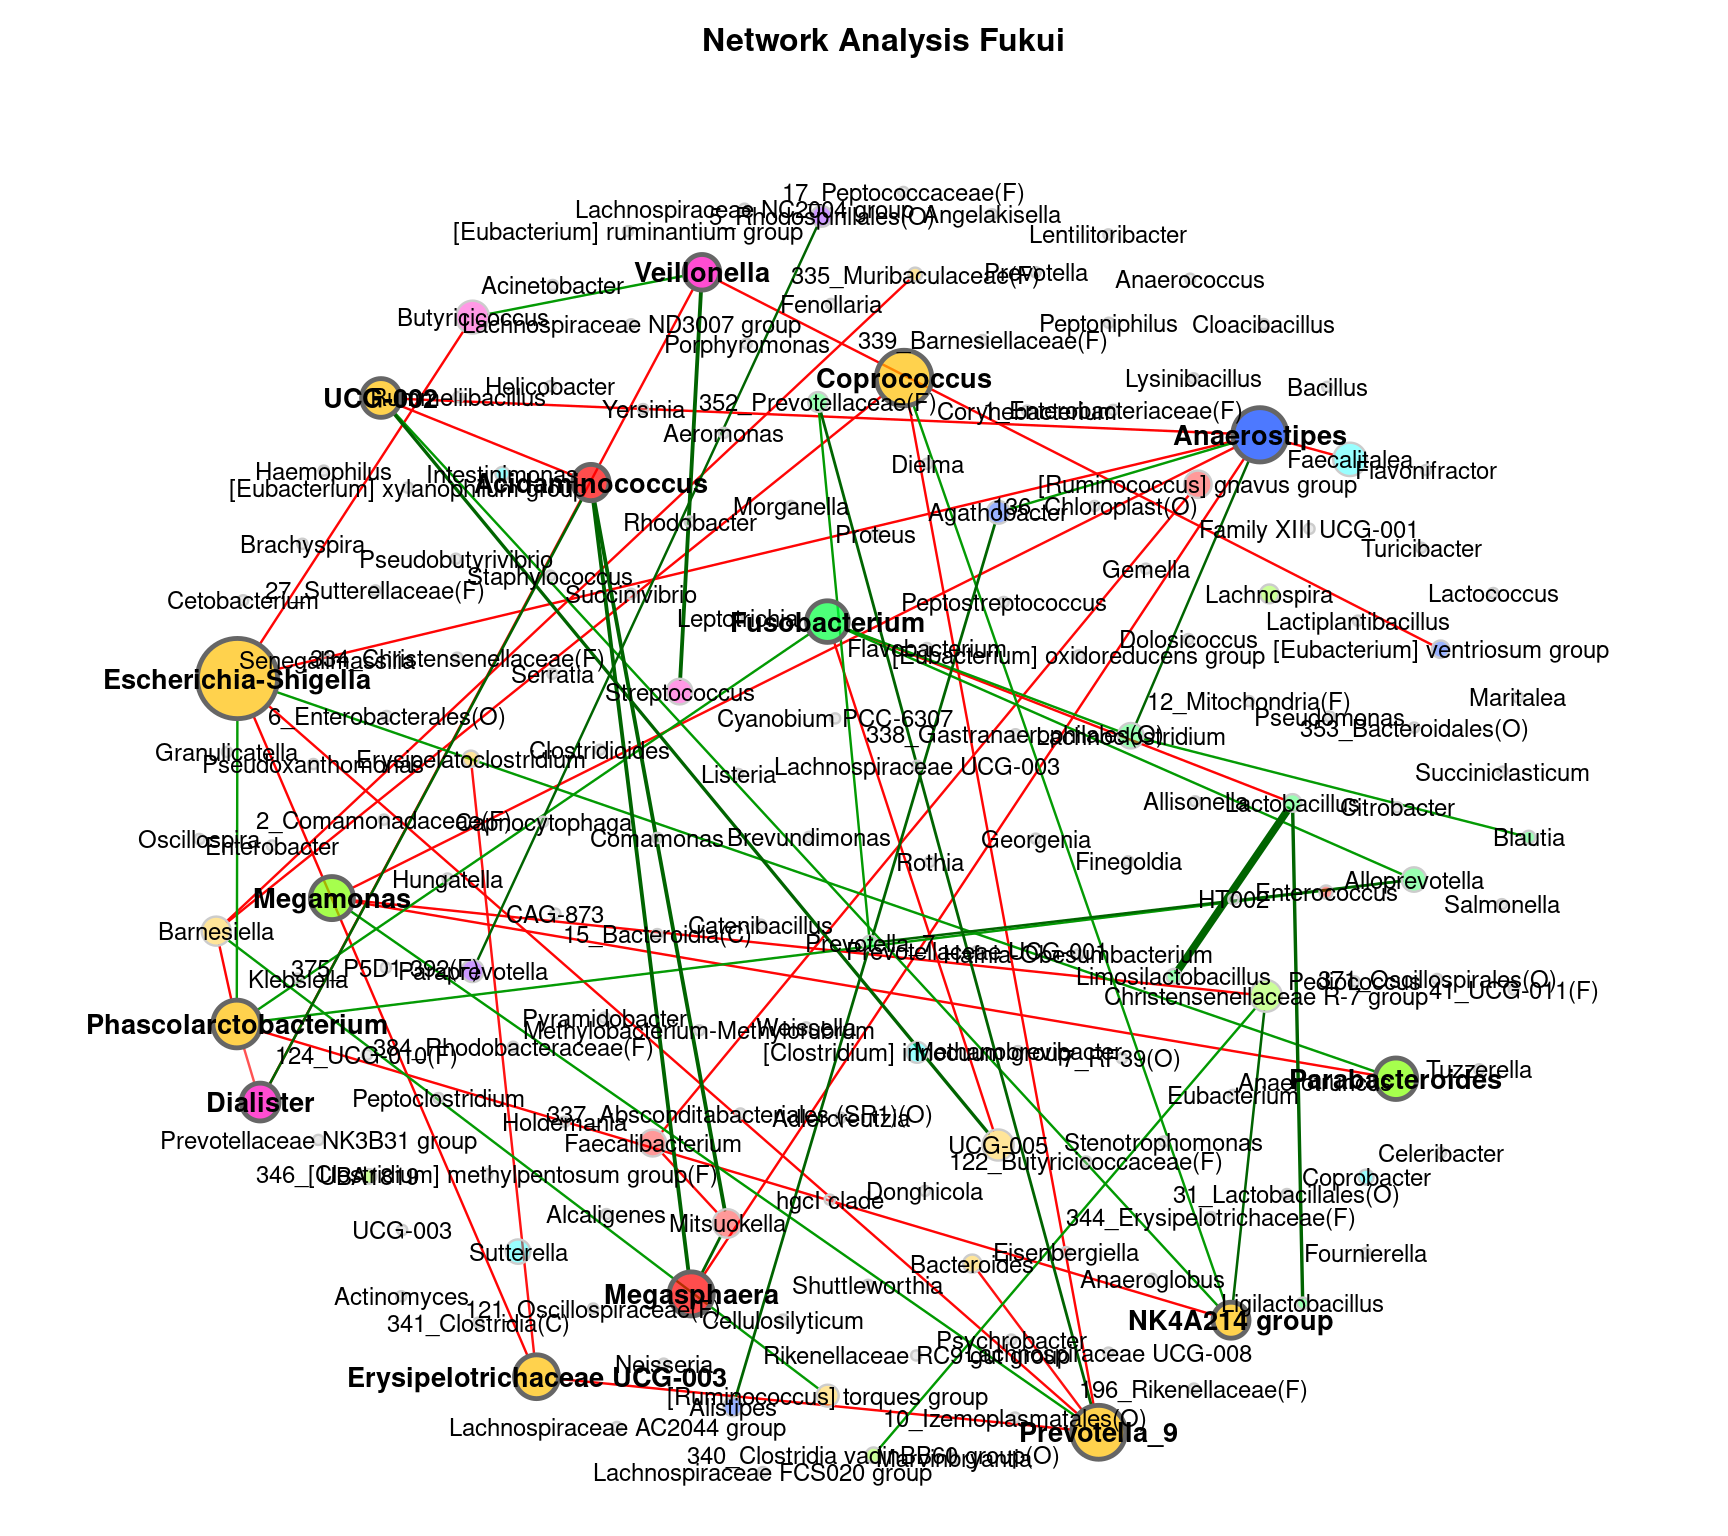 Network Analysis Fukui
17_Peptococcaceae(F)
Lachnospiraceae NC2004 group
5_Rhodospirillales(O)
Angelakisella
[Eubacterium] ruminantium group
Lentilitoribacter
Veillonella
335_Muribaculaceae(F)
Prevotella
Anaerococcus
Acinetobacter
Fenollaria
Butyricicoccus
Lachnospiraceae ND3007 group
Peptoniphilus
Cloacibacillus
Porphyromonas
339_Barnesiellaceae(F)
Coprococcus
Lysinibacillus
Bacillus
Helicobacter
UCG-002
Rummeliibacillus
Yersinia
352_Prevotellaceae(F)
Corynebacterium
1_Enterobacteriaceae(F)
Aeromonas
Anaerostipes
Faecalitalea
Flavonifractor
Dielma
Haemophilus
Intestinimonas
[Eubacterium] xylanophilum group
Acidaminococcus
[Ruminococcus] gnavus group
Morganella
136_Chloroplast(O)
Agathobacter
Rhodobacter
Proteus
Family XIII UCG-001
Turicibacter
Brachyspira
Pseudobutyrivibrio
Staphylococcus
Gemella
27_Sutterellaceae(F)
Succinivibrio
Cetobacterium
Lachnospira
Lactococcus
Peptostreptococcus
Leptotrichia
Fusobacterium
Lactiplantibacillus
Dolosicoccus
Flavobacterium
[Eubacterium] oxidoreducens group
[Eubacterium] ventriosum group
Senegalimassilia
334_Christensenellaceae(F)
Serratia
Escherichia-Shigella
Streptococcus
12_Mitochondria(F)
Maritalea
6_Enterobacterales(O)
Cyanobium PCC-6307
Pseudomonas
353_Bacteroidales(O)
338_Gastranaerophilales(O)
Lachnoclostridium
Granulicatella
Clostridioides
Pseudoxanthomonas
Erysipelatoclostridium
Listeria
Lachnospiraceae UCG-003
Succiniclasticum
Allisonella
Lactobacillus
Citrobacter
2_Comamonadaceae(F)
Capnocytophaga
Oscillospira
Enterobacter
Comamonas
Brevundimonas
Georgenia
Blautia
Rothia
Finegoldia
Hungatella
Alloprevotella
Megamonas
HT002
Enterococcus
Salmonella
CAG-873
Catenibacillus
Barnesiella
15_Bacteroidia(C)
Prevotella_7
Prevotellaceae UCG-001
Hafnia-Obesumbacterium
375_P5D1-392(F)
Paraprevotella
Klebsiella
Limosilactobacillus
Pediococcus
371_Oscillospirales(O)
41_UCG-011(F)
Christensenellaceae R-7 group
Phascolarctobacterium
Pyramidobacter
Methylobacterium-Methylorubrum
Weissella
384_Rhodobacteraceae(F)
124_UCG-010(F)
[Clostridium] innocuum group
Methanobrevibacter
7_RF39(O)
Tuzzerella
Anaerotruncus
Parabacteroides
Eubacterium
Dialister
Peptoclostridium
337_Absconditabacteriales (SR1)(O)
Adlercreutzia
Holdemania
Prevotellaceae NK3B31 group
Faecalibacterium
UCG-005
Stenotrophomonas
Celeribacter
122_Butyricicoccaceae(F)
346_[Clostridium] methylpentosum group(F)
UBA1819
Coprobacter
Donghicola
hgcI clade
31_Lactobacillales(O)
Alcaligenes
Mitsuokella
344_Erysipelotrichaceae(F)
UCG-003
Sutterella
Eisenbergiella
Fournierella
Bacteroides
Anaeroglobus
Shuttleworthia
Megasphaera
Actinomyces
Ligilactobacillus
121_Oscillospiraceae(F)
341_Clostridia(C)
Cellulosilyticum
NK4A214 group
Psychrobacter
Rikenellaceae RC9 gut group
Lachnospiraceae UCG-008
Neisseria
Erysipelotrichaceae UCG-003
196_Rikenellaceae(F)
[Ruminococcus] torques group
Alistipes
10_Izemoplasmatales(O)
Lachnospiraceae AC2044 group
Prevotella_9
340_Clostridia vadinBB60 group(O)
Marvinbryantia
Lachnospiraceae FCS020 group